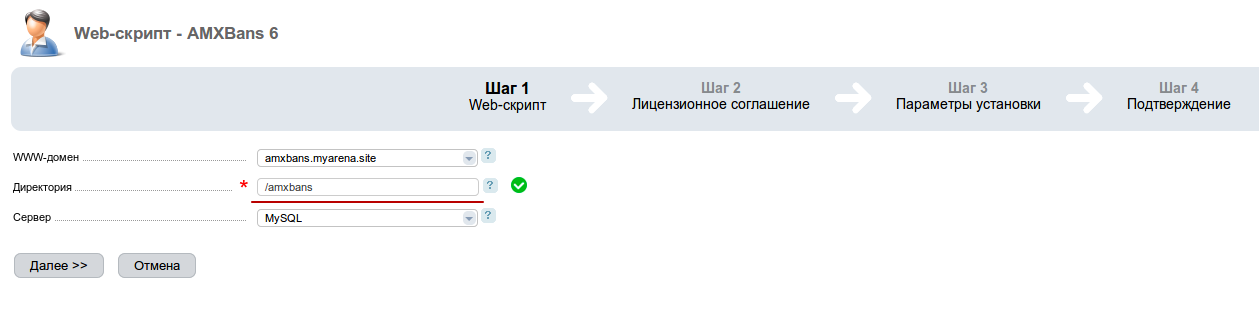 Web-скрипт - AMXBans 6
Шаг 1
Шаг 2
Шаг 3
Шаг 4
Web-скрипт
Лицензионное соглашение
Параметры установки
Подтверждение
WWW-домен
amxbans.myarena.site
?
Директория
*
/amxbans
?
Сервер
MySQL
?
Далее >>
Отмена